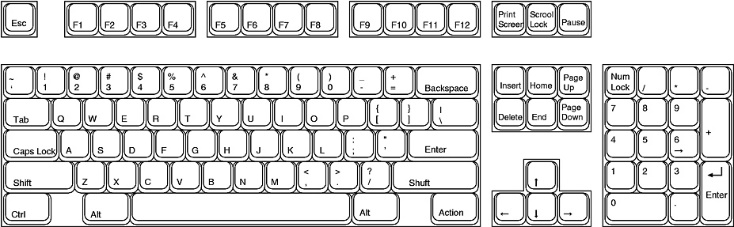 Esc F1 F2 F3 F4 F5 F6 F7 F8 F9 F10 F11 F12 Print Screen Scrool Lock Pause
~ ! @ # $ % ^ & * ( ) _ +
` 1 2 3 4 5 6 7 8 9 0 - = Backspace Insert Home Page Up Num Lock / * -
Tab Q W E R T Y U I O P { [ } ] | \ Delete End Page Down 7 8 9 +
Caps Lock A S D F G H J K L : ; " ' Enter 4 5 6 →
Shift Z X C V B N M < , > . ? / Shuft ↑ 1 2 3 Enter
Ctrl Alt Alt Action ← ↓ → 0 .